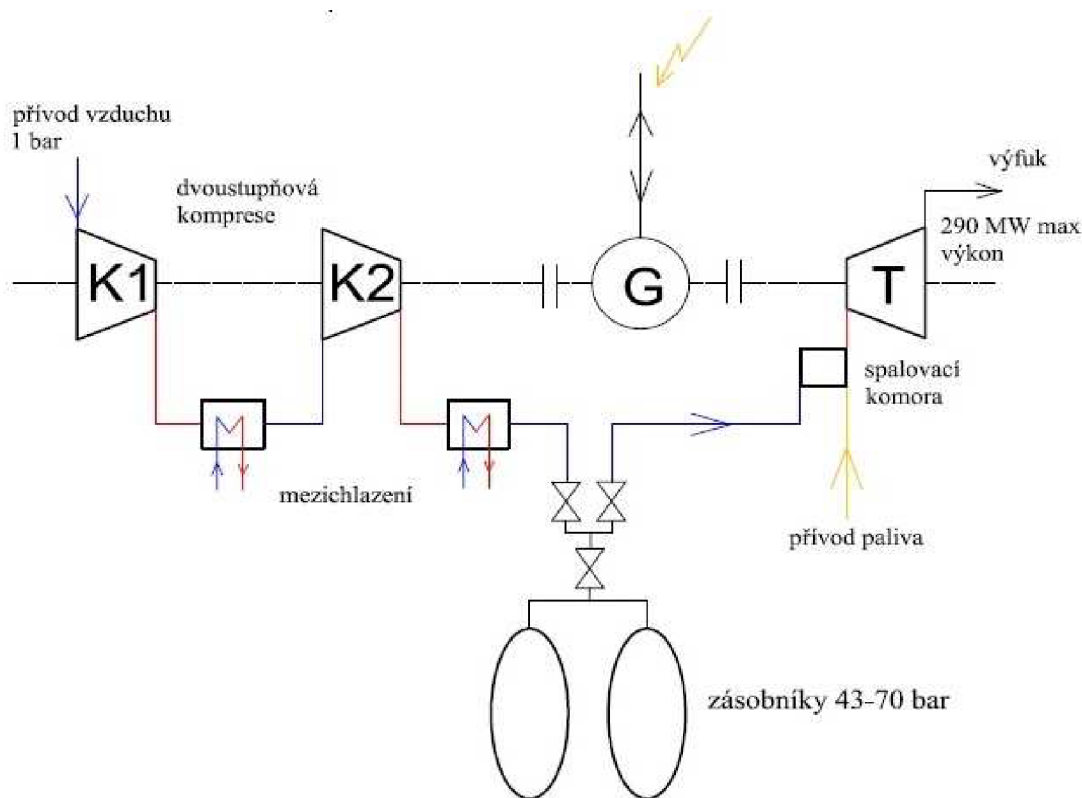 přívod vzduchu
1 bar
dvoustupňová
komprese
výfuk
290 MW max
výkon
K1
K2
G
T
spalovací
komora
mezichlazení
přívod paliva
zásobníky 43-70 bar